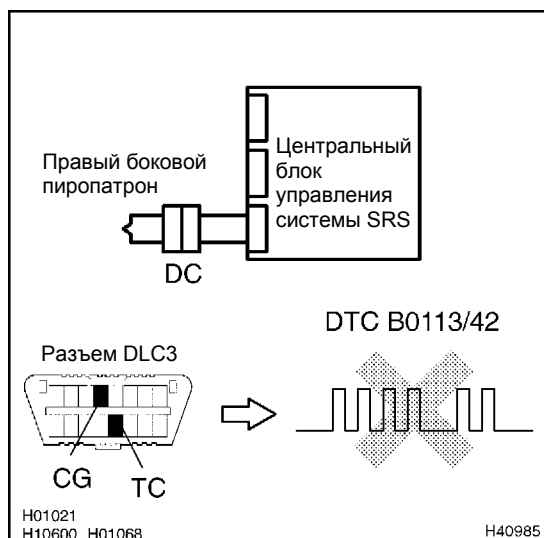 Правый боковой
пиропатрон
Центральный
блок
управления
системы SRS
DC
DTC B0113/42
Разъем DLC3
CG
TC
H01021
H10600 H01068
H40985